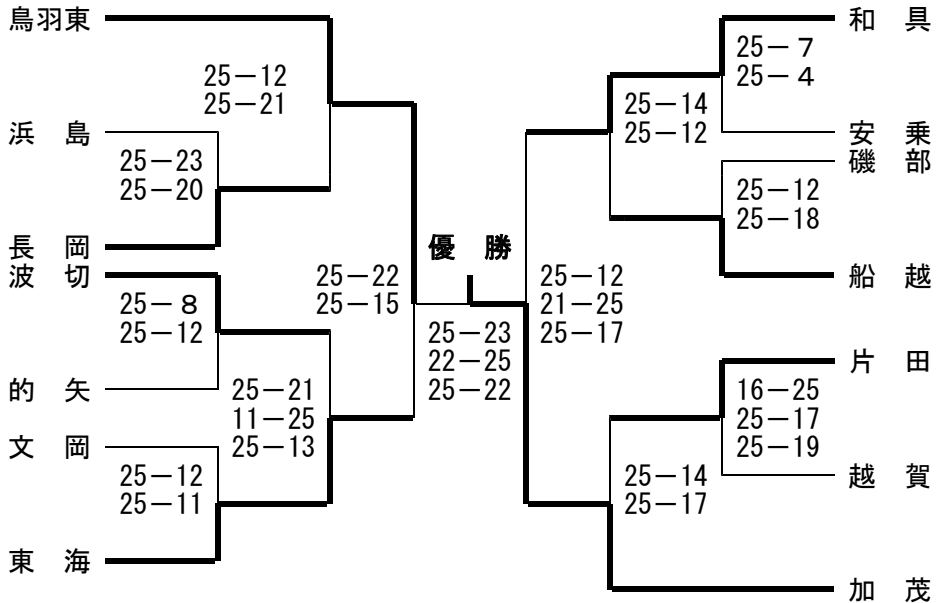 鳥羽東
25－12
25－21
浜　島
25－23
25－20
長　岡
波　切
25－8
25－12
25－22
25－15
的　矢
25－21
11－25
25－13
文　岡
25－12
25－11
東　海
優　勝
25－23
22－25
25－22
和　具
25－7
25－4
25－14
25－12
安　乗
磯　部
25－12
25－18
船　越
25－12
21－25
25－17
片　田
16－25
25－17
25－19
越　賀
25－14
25－17
加　茂